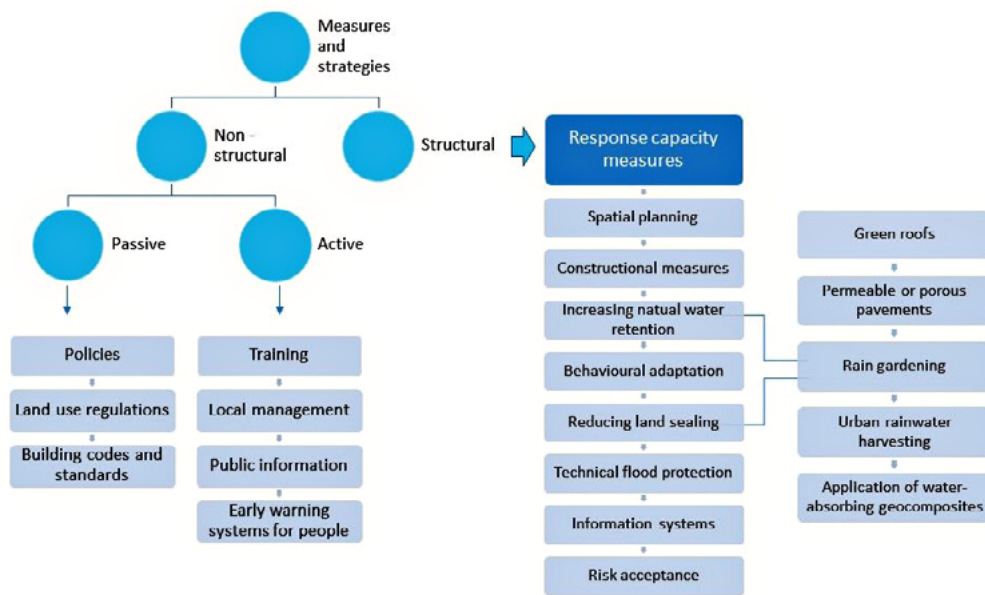 Measures
and
strategies
Non -
structural
Structural
Passive
Active
Policies
Land use regulations
Building codes and
standards
Training
Local management
Public information
Early warning
systems for people
Response capacity
measures
Spatial planning
Constructional measures
Increasing natual water
retention
Behavioural adaptation
Reducing land sealing
Technical flood protection
Information systems
Risk acceptance
Green roofs
Permeable or porous
pavements
Rain gardening
Urban rainwater
harvesting
Application of water-
absorbing geocomposites